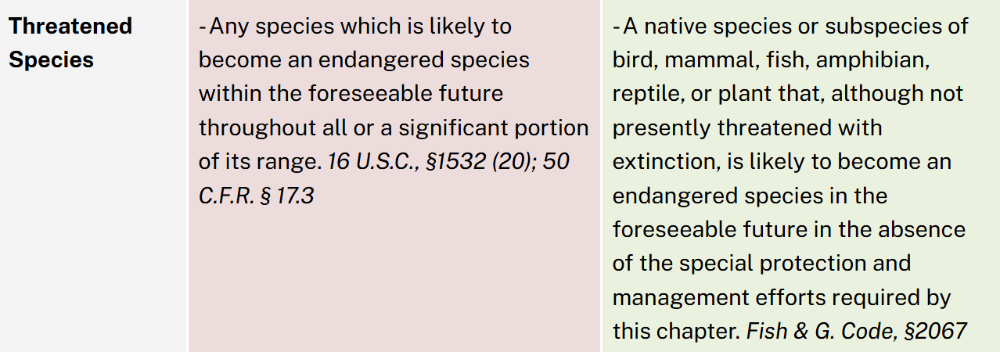 Threatened
Species
- Any species which is likely to
become an endangered species
within the foreseeable future
throughout all or a significant portion
of its range. 16 U.S.C., §1532 (20); 50
C.F.R. § 17.3
- A native species or subspecies of
bird, mammal, fish, amphibian,
reptile, or plant that, although not
presently threatened with
extinction, is likely to become an
endangered species in the
foreseeable future in the absence
of the special protection and
management efforts required by
this chapter. Fish & G. Code, §2067